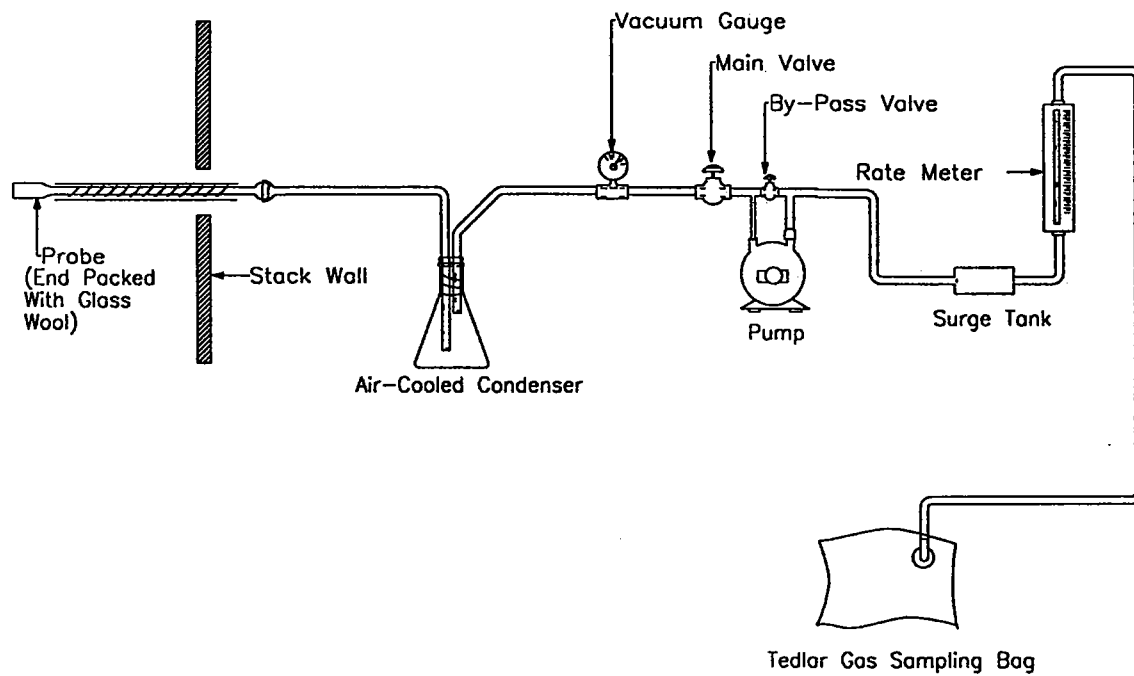 Vacuum Gauge
Main Valve
By-Pass Valve
Rate Meter
Probe
(End Packed
With Glass
Wool)
Stack Wall
Air-Cooled Condenser
Pump
Surge Tank
Tedlar Gas Sampling Bag